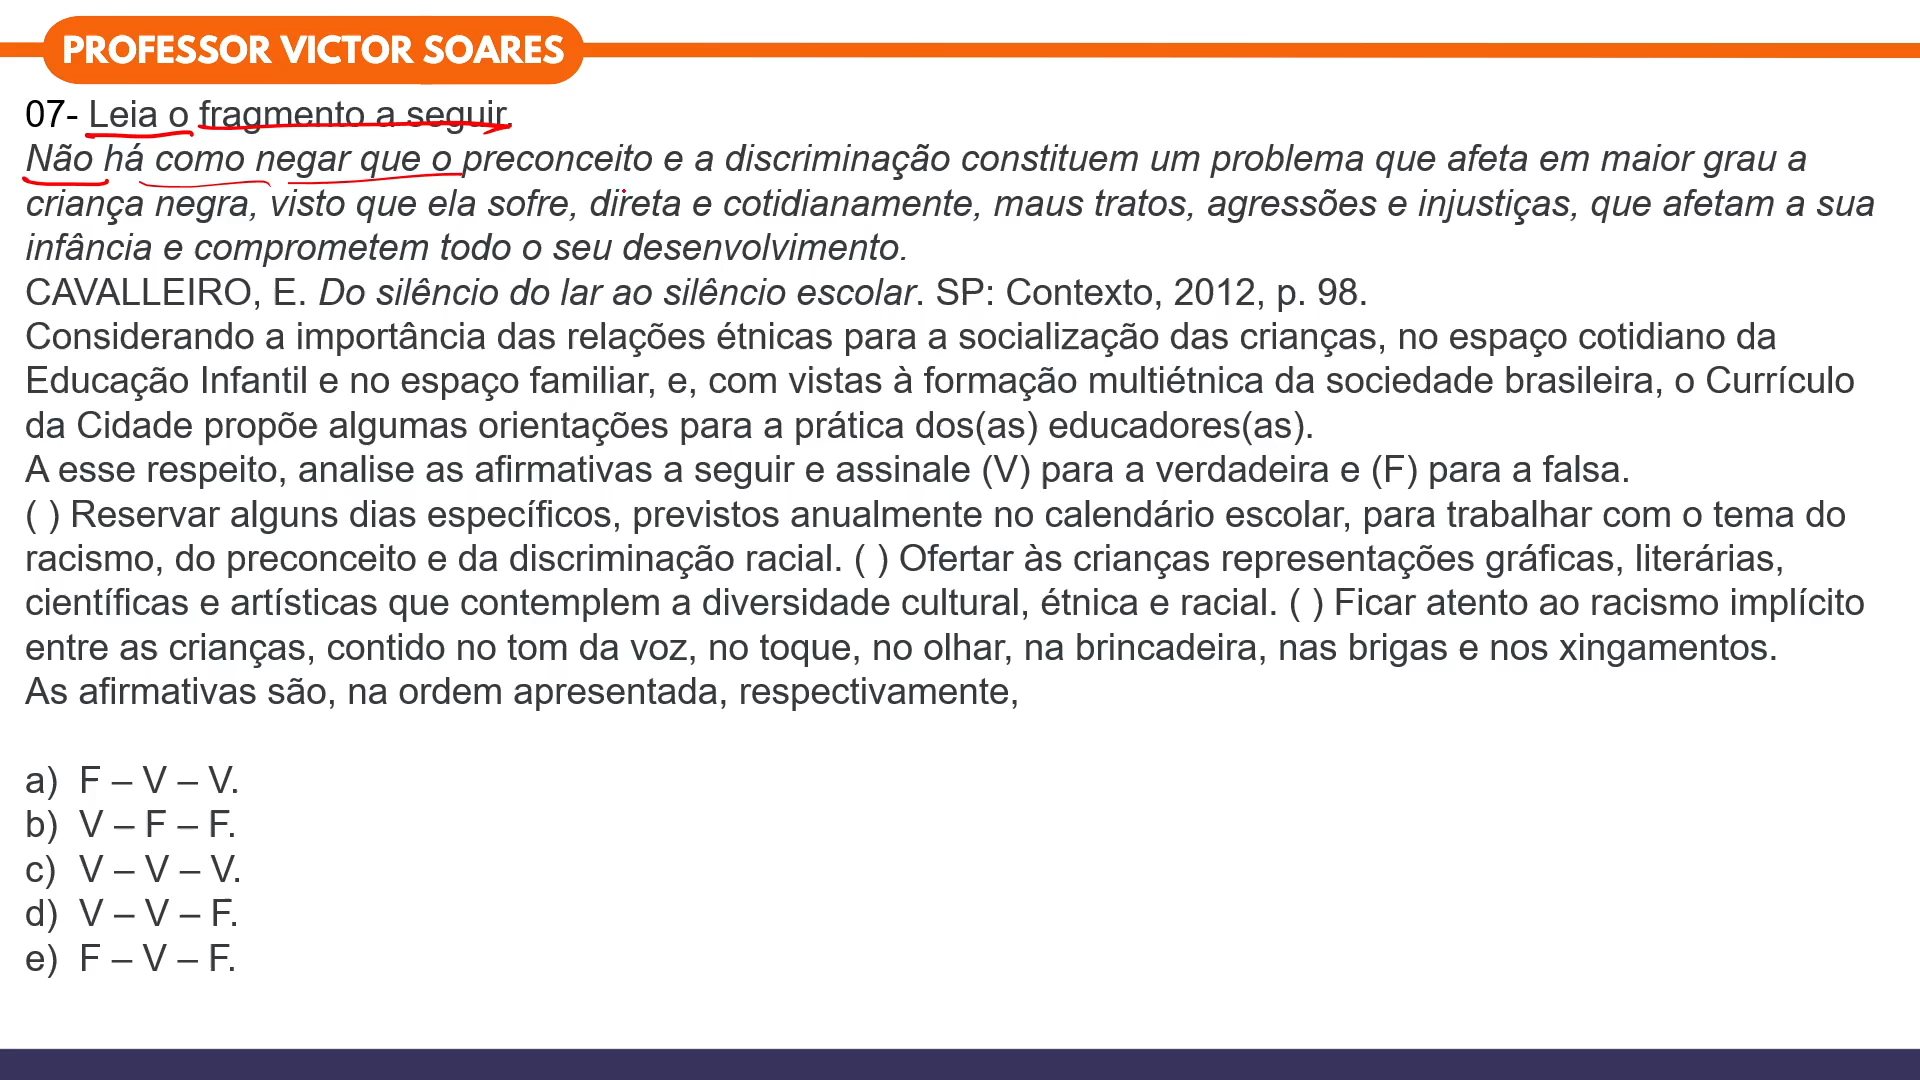 PROFESSOR VICTOR SOARES
07- Leia o fragmento a seguir.
Não há como negar que o preconceito e a discriminação constituem um problema que afeta em maior grau a
criança negra, visto que ela sofre, direta e cotidianamente, maus tratos, agressões e injustiças, que afetam a sua
infância e comprometem todo o seu desenvolvimento.
CAVALLEIRO, E. Do silêncio do lar ao silêncio escolar. SP: Contexto, 2012, p. 98.
Considerando a importância das relações étnicas para a socialização das crianças, no espaço cotidiano da
Educação Infantil e no espaço familiar, e, com vistas à formação multiétnica da sociedade brasileira, o Currículo
da Cidade propõe algumas orientações para a prática dos(as) educadores(as).
A esse respeito, analise as afirmativas a seguir e assinale (V) para a verdadeira e (F) para a falsa.
( ) Reservar alguns dias específicos, previstos anualmente no calendário escolar, para trabalhar com o tema do
racismo, do preconceito e da discriminação racial. ( ) Ofertar às crianças representações gráficas, literárias,
científicas e artísticas que contemplem a diversidade cultural, étnica e racial. ( ) Ficar atento ao racismo implícito
entre as crianças, contido no tom da voz, no toque, no olhar, na brincadeira, nas brigas e nos xingamentos.
As afirmativas são, na ordem apresentada, respectivamente,
a) F – V – V.
b) V – F – F.
c) V – V – V.
d) V – V – F.
e) F – V – F.